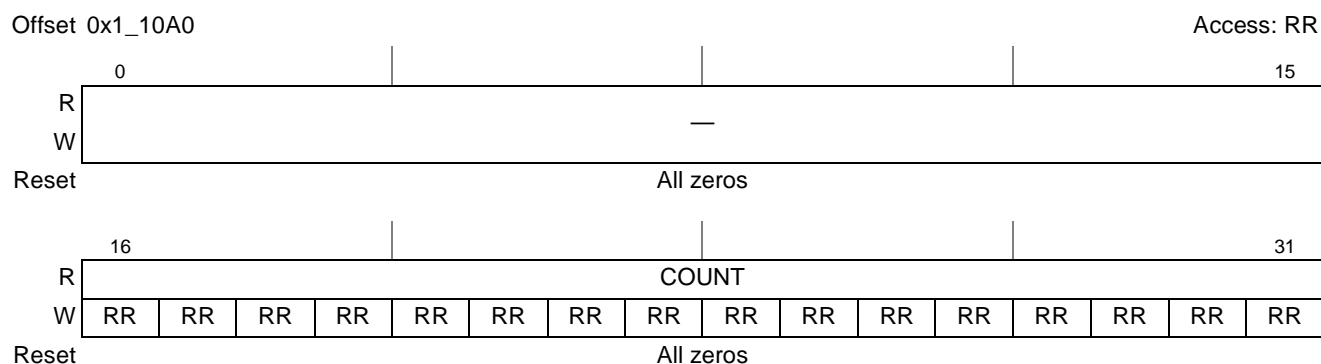 Offset 0x1_10A0 Access: RR
0 15
R
—
W
Reset All zeros
16 31
R COUNT
W RR RR RR RR RR RR RR RR RR RR RR RR RR RR RR RR
Reset All zeros